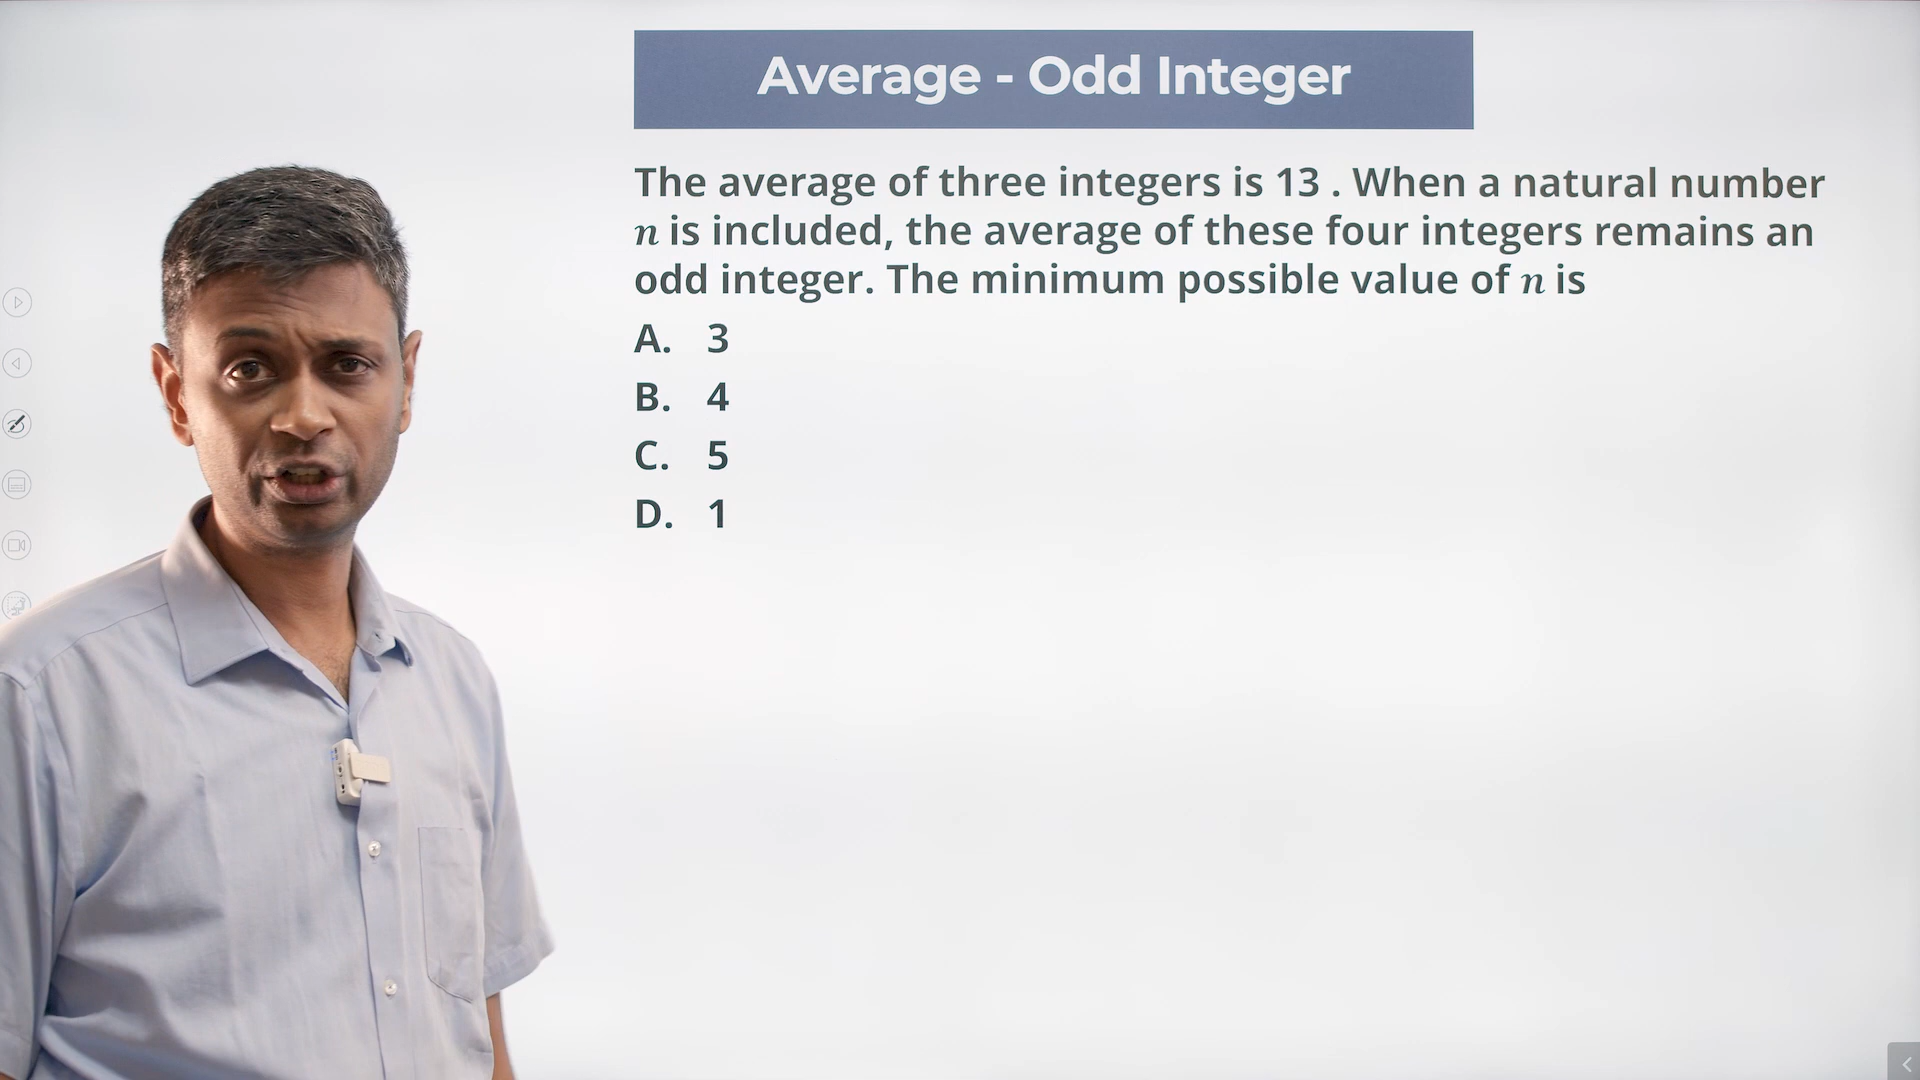 Average - Odd Integer
The average of three integers is 13 . When a natural number
n is included, the average of these four integers remains an
odd integer. The minimum possible value of n is
A. 3
B. 4
C. 5
D. 1